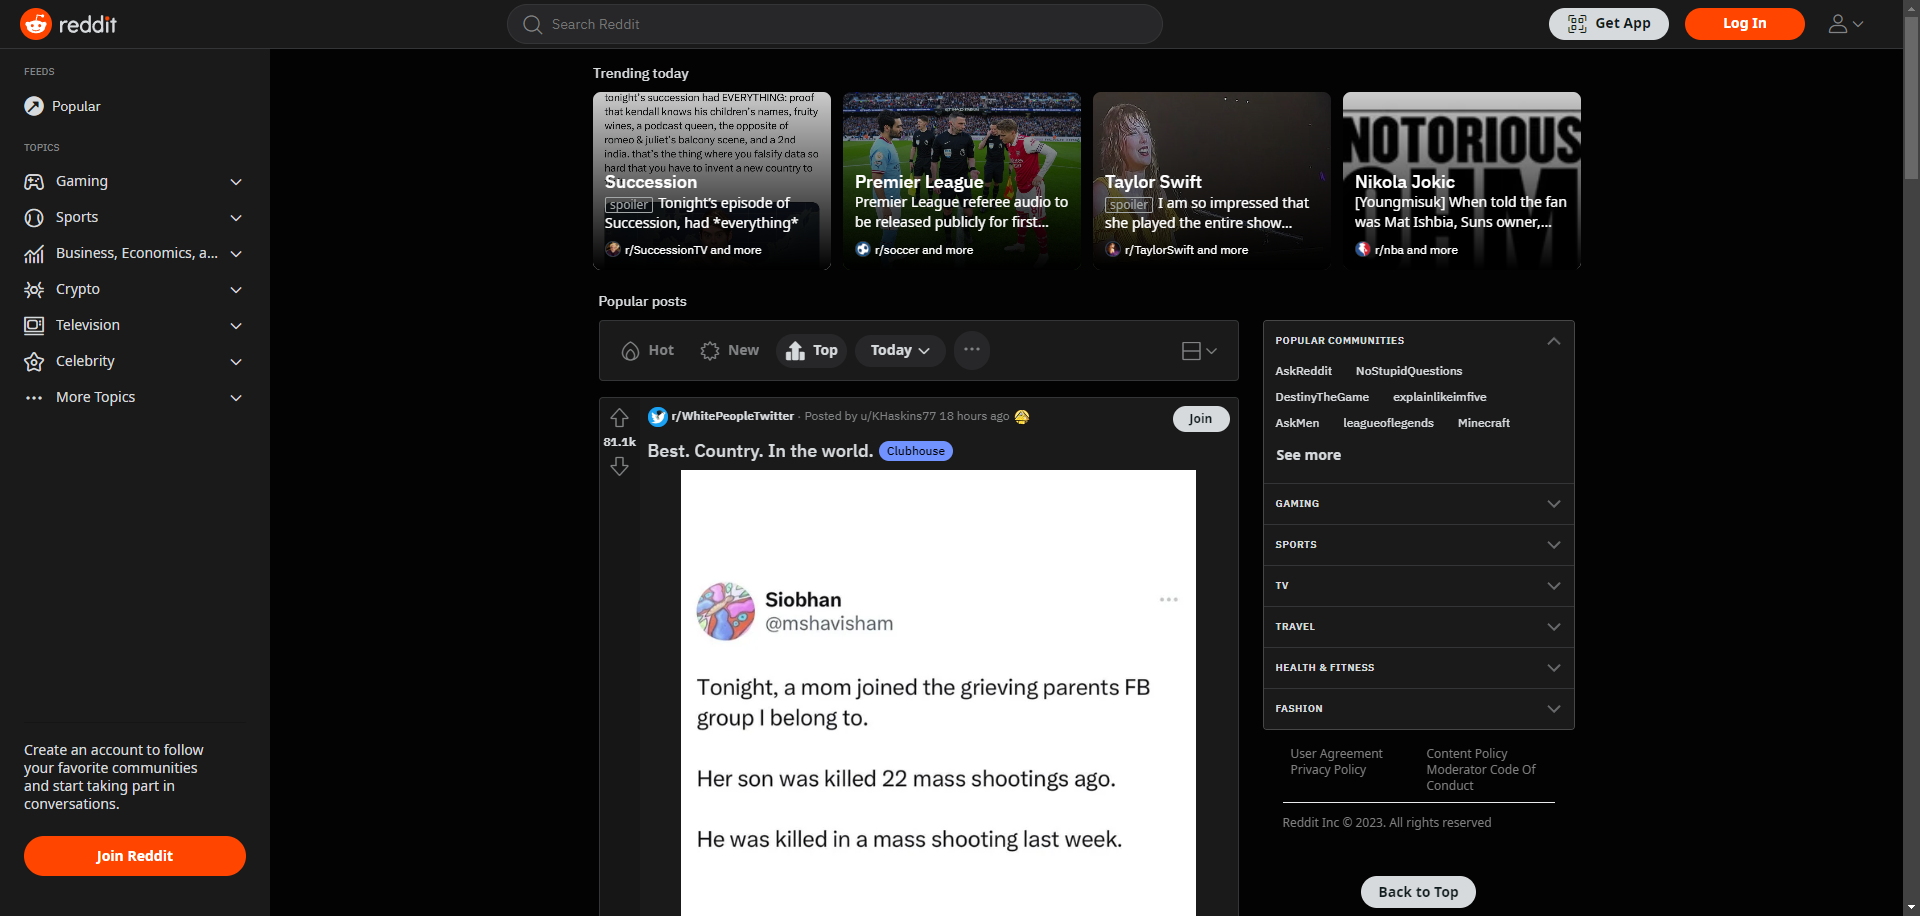 reddit
Search Reddit
Get App
Log In
FEEDS
Popular
TOPICS
Gaming
Sports
Business, Economics, a...
Crypto
Television
Celebrity
More Topics
Create an account to follow
your favorite communities
and start taking part in
conversations.
Join Reddit
Trending today
tonight's succession had EVERYTHING: proof
that kendall knows his children's names, fruity
wines, a podcast queen, the opposite of
romeo & juliet's balcony scene, and a 2nd
india. that's the thing where you falsify data so
hard that you have to invent a new country to
Succession
spoiler Tonight's episode of
Succession, had *everything*
r/SuccessionTV and more
Premier League
Premier League referee audio to
be released publicly for first...
r/soccer and more
Taylor Swift
spoiler I am so impressed that
she played the entire show...
r/TaylorSwift and more
NOTORIOUS
Nikola Jokic
[Youngmisuk] When told the fan
was Mat Ishbia, Suns owner,...
r/nba and more
Popular posts
Hot
New
Top
Today
81.1k
r/WhitePeopleTwitter · Posted by u/KHaskins77 18 hours ago
Join
Best. Country. In the world. Clubhouse
Siobhan
@mshavisham
Tonight, a mom joined the grieving parents FB
group I belong to.
Her son was killed 22 mass shootings ago.
He was killed in a mass shooting last week.
POPULAR COMMUNITIES
AskReddit NoStupidQuestions
DestinyTheGame explainlikeimfive
AskMen leagueoflegends Minecraft
See more
GAMING
SPORTS
TV
TRAVEL
HEALTH & FITNESS
FASHION
User Agreement
Privacy Policy
Content Policy
Moderator Code Of
Conduct
Reddit Inc © 2023. All rights reserved
Back to Top